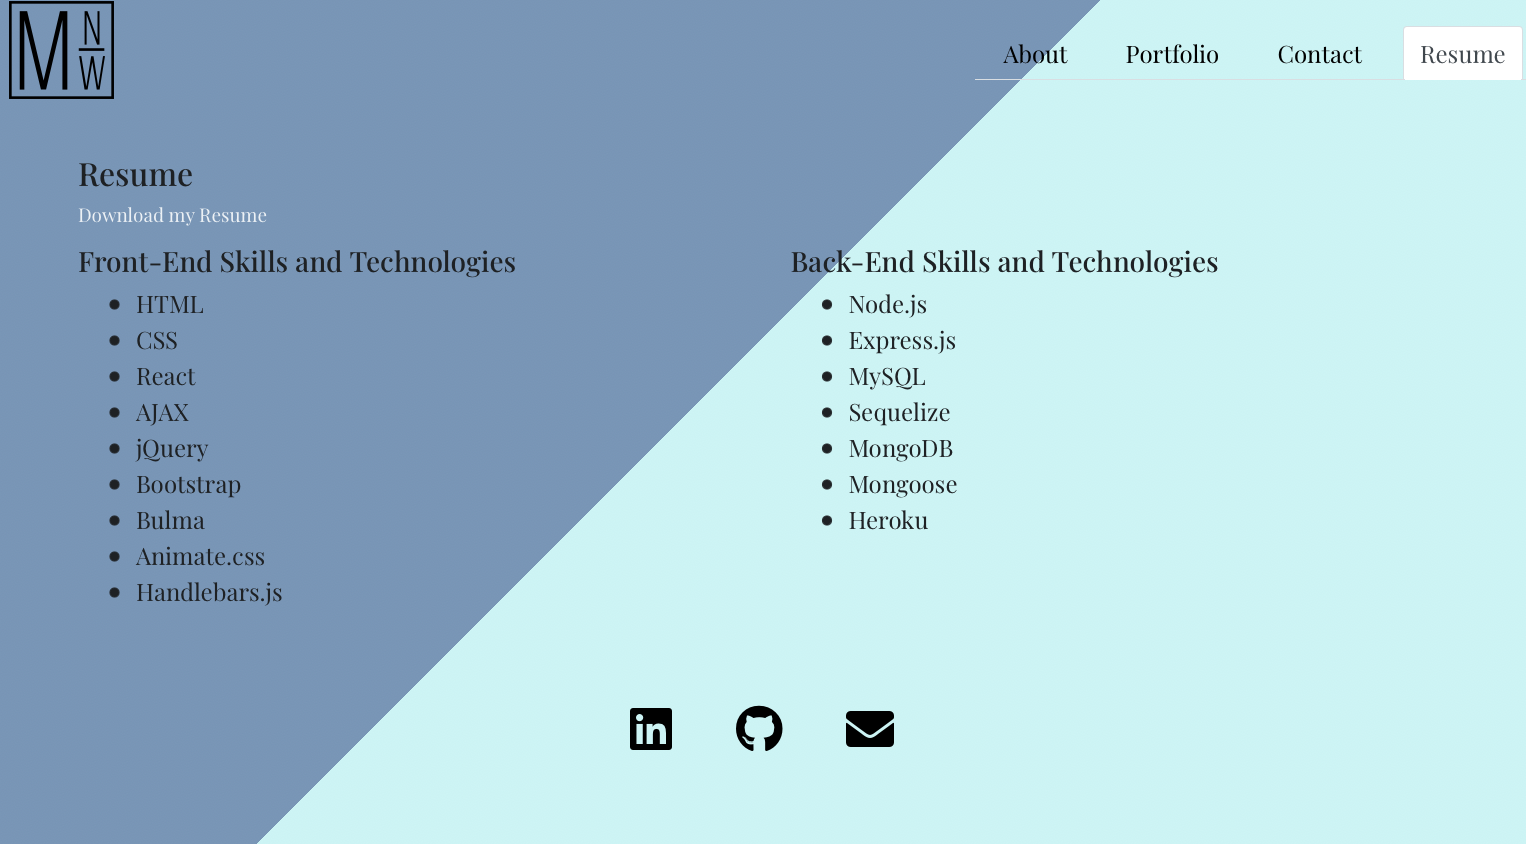 M N W
About Portfolio Contact Resume
Resume
Download my Resume
Front-End Skills and Technologies
HTML
CSS
React
AJAX
jQuery
Bootstrap
Bulma
Animate.css
Handlebars.js
Back-End Skills and Technologies
Node.js
Express.js
MySQL
Sequelize
MongoDB
Mongoose
Heroku
in